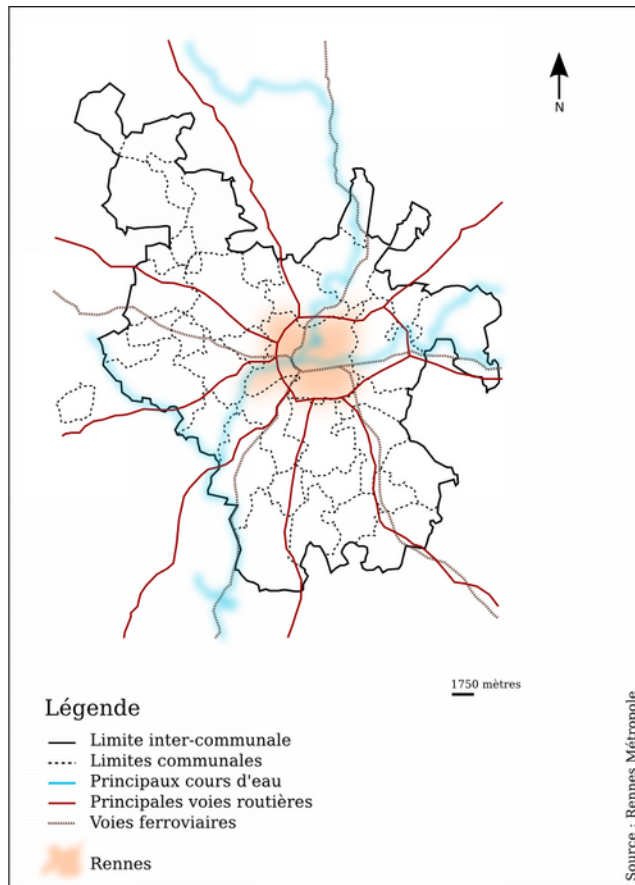 N
1750 mètres
Légende
Limite inter-communale
Limites communales
Principaux cours d'eau
Principales voies routières
Voies ferroviaires
Rennes
Source : Rennes Métropole